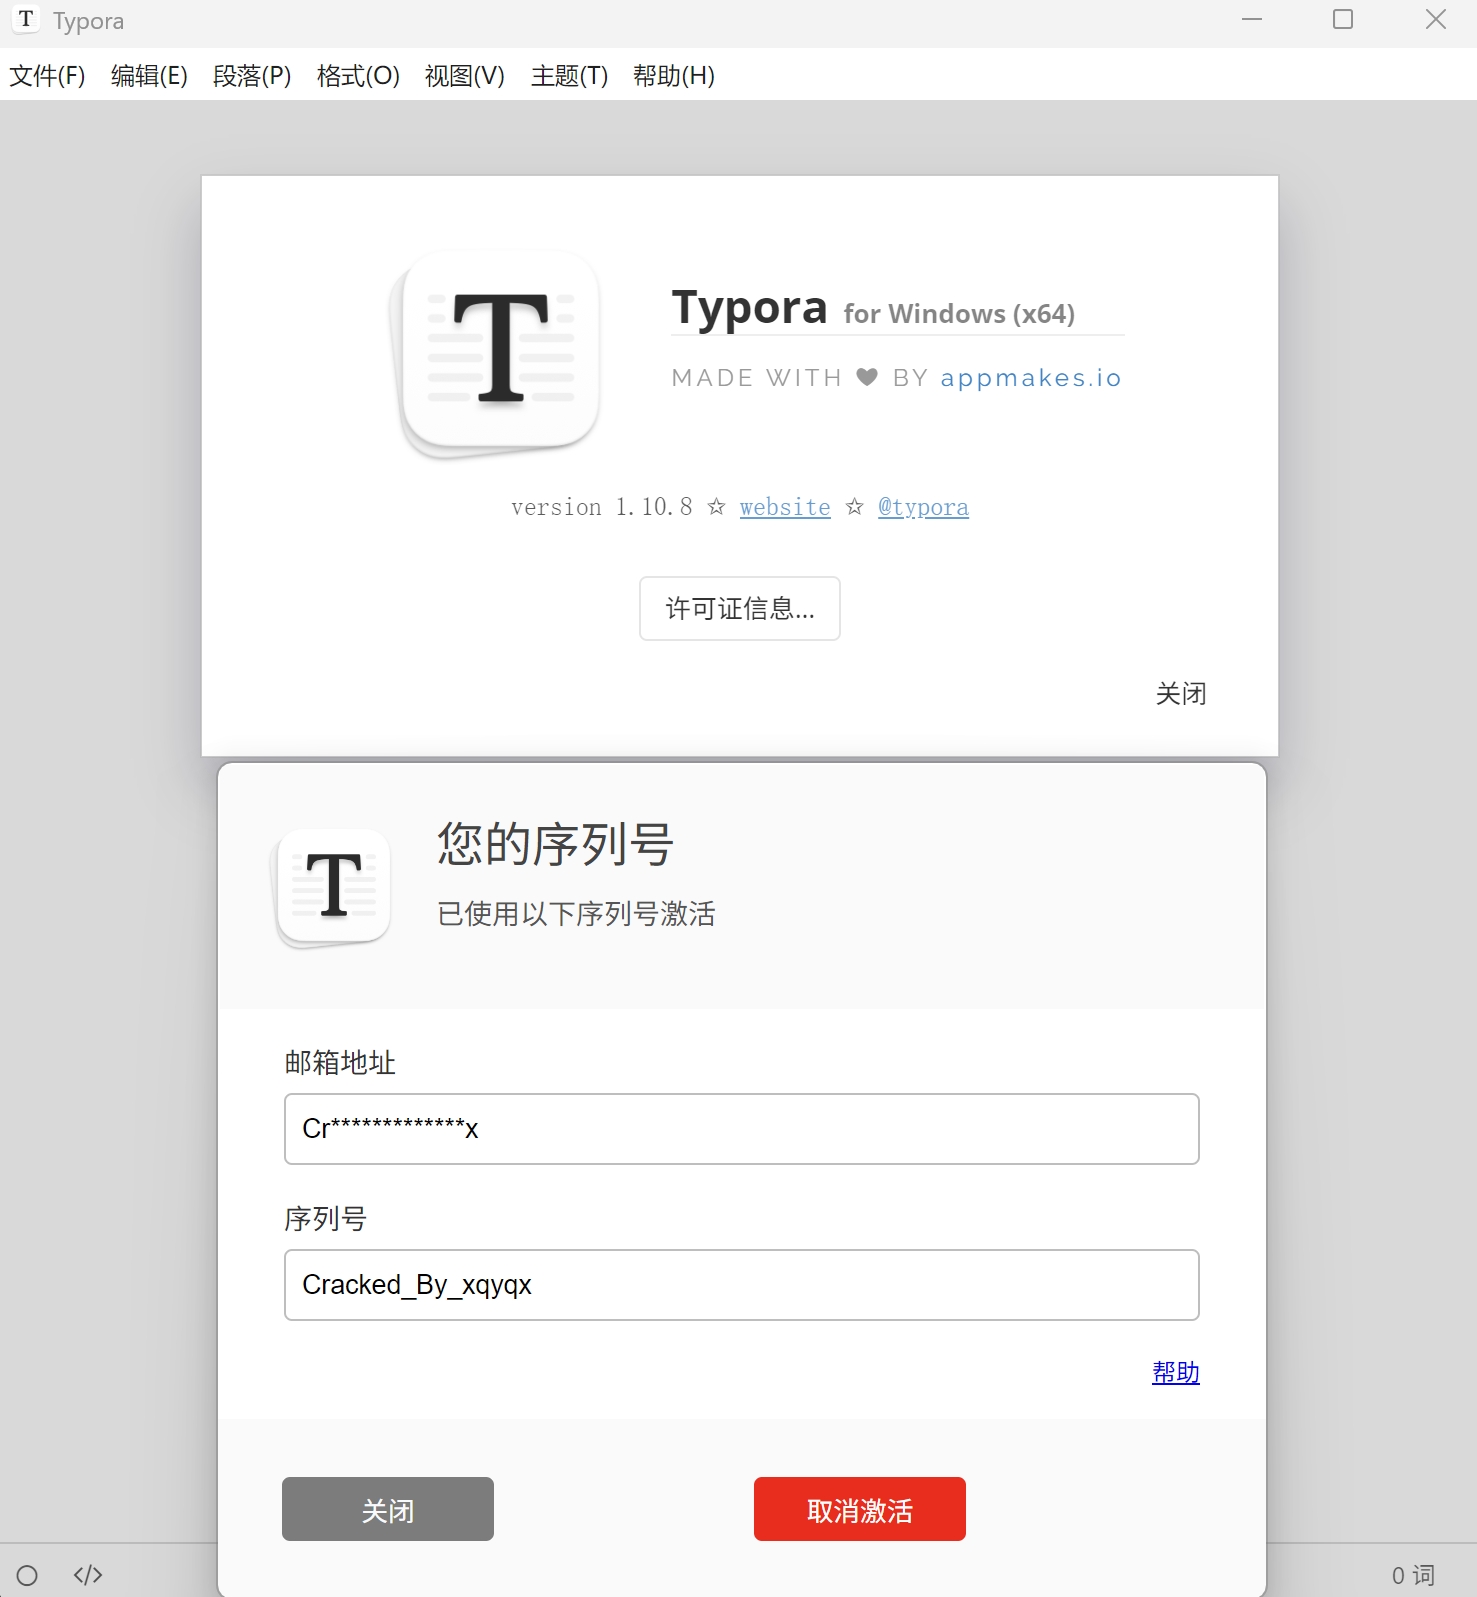 T Typora
文件(F) 编辑(E) 段落(P) 格式(O) 视图(V) 主题(T) 帮助(H)
T
Typora for Windows (x64)
MADE WITH ♥ BY appmakes.io
version 1.10.8 ☆ website ☆ @typora
许可证信息...
关闭
T
您的序列号
已使用以下序列号激活
邮箱地址
Cr*************x
序列号
Cracked_By_xqyqx
帮助
关闭 取消激活
</> 0 词